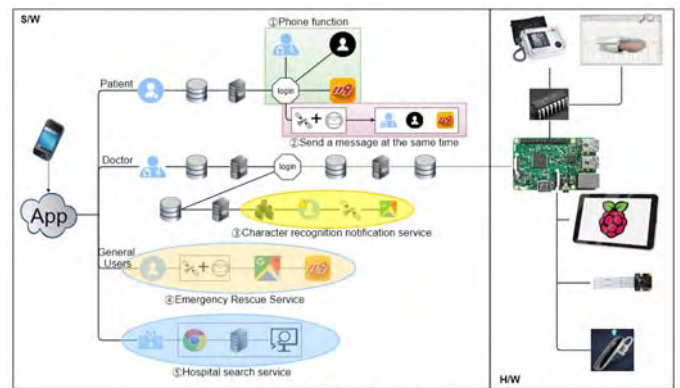 S/W
①Phone function
Patient
login
②Send a message at the same time
Doctor
login
App
③Character recognition notification service
General
Users
④Emergency Rescue Service
⑤Hospital search service
H/W